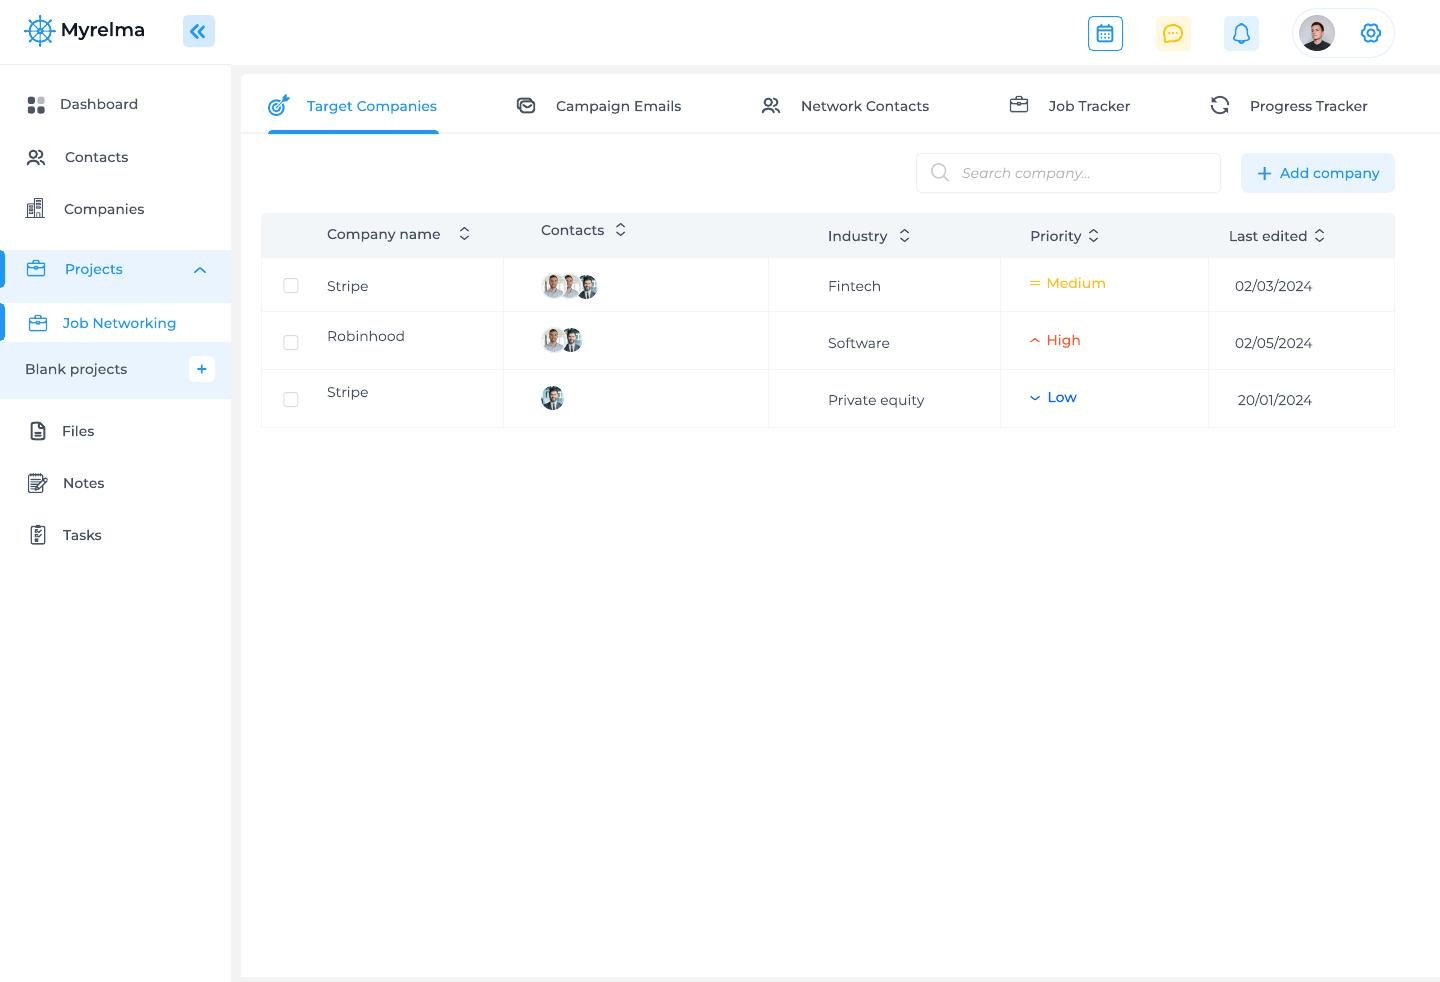 Myrelma
Dashboard
Contacts
Companies
Projects
Job Networking
Blank projects
Files
Notes
Tasks
Target Companies
Campaign Emails
Network Contacts
Job Tracker
Progress Tracker
Search company...
+ Add company
Company name
Contacts
Industry
Priority
Last edited
Stripe
Fintech
= Medium
02/03/2024
Robinhood
Software
High
02/05/2024
Stripe
Private equity
Low
20/01/2024